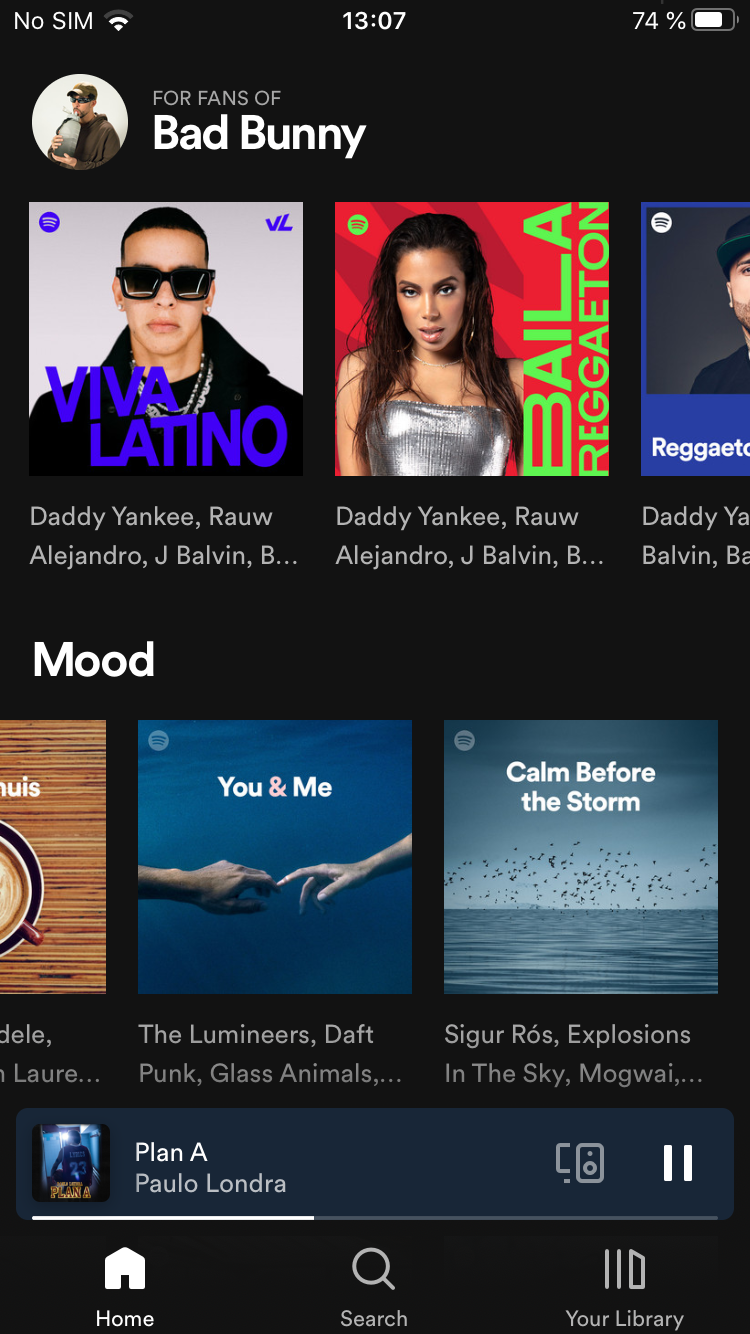 No SIM 13:07 74 %
FOR FANS OF
Bad Bunny
VL
VIVA
LATINO
BAILA
REGGAETON
Reggaeto
Daddy Yankee, Rauw
Alejandro, J Balvin, B...
Daddy Yankee, Rauw
Alejandro, J Balvin, B...
Daddy Ya
Balvin, Ba
Mood
huis
You & Me
Calm Before
the Storm
dele,
n Laure...
The Lumineers, Daft
Punk, Glass Animals,...
Sigur Rós, Explosions
In The Sky, Mogwai,...
23
PLAN A
Plan A
Paulo Londra
Home
Search
Your Library